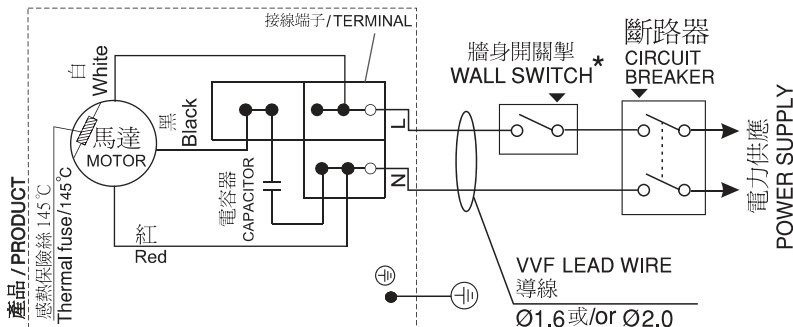 接線端子/TERMINAL
白
White
馬達
MOTOR
黑
Black
電容器
CAPACITOR
紅
Red
L
N
產品 / PRODUCT
感熱保險絲 145℃
Thermal fuse/145℃
牆身開關掣
WALL SWITCH*
斷路器
CIRCUIT
BREAKER
電力供應
POWER SUPPLY
VVF LEAD WIRE
導線
Ø1.6或/or Ø2.0